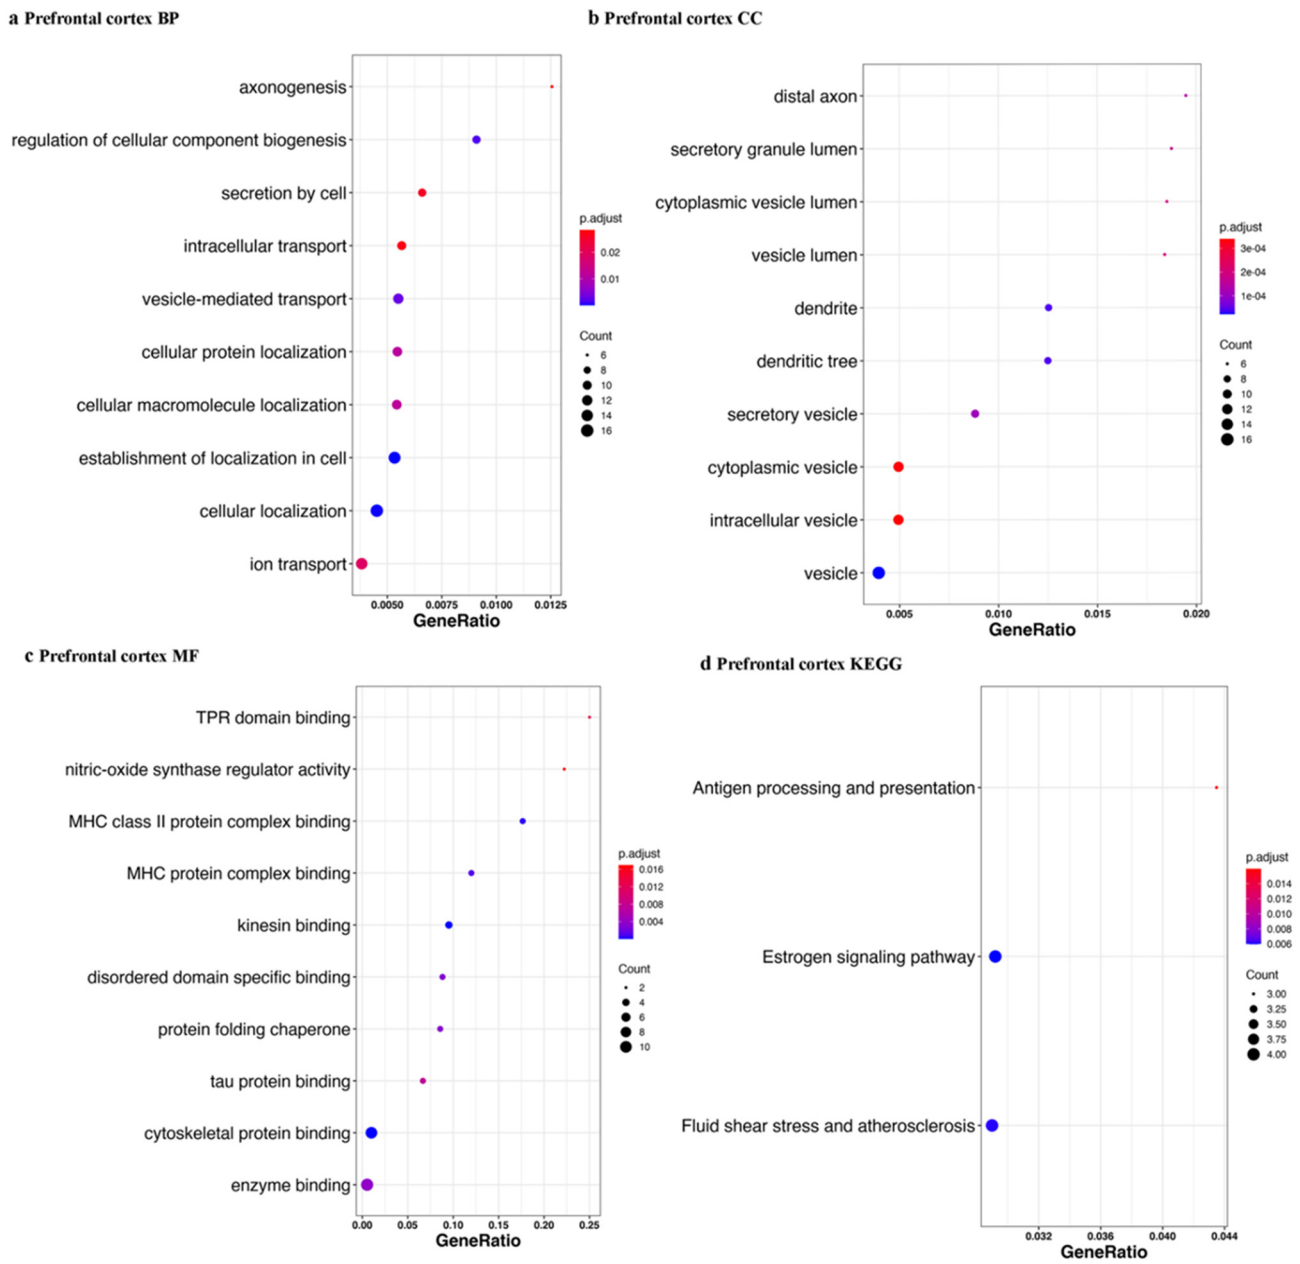 a Prefrontal cortex BP
axonogenesis
regulation of cellular component biogenesis
secretion by cell
intracellular transport
vesicle-mediated transport
cellular protein localization
cellular macromolecule localization
establishment of localization in cell
cellular localization
ion transport
0.0050 0.0075 0.0100 0.0125
GeneRatio
p.adjust
0.02
0.01
Count
6
8
10
12
14
16
b Prefrontal cortex CC
distal axon
secretory granule lumen
cytoplasmic vesicle lumen
vesicle lumen
dendrite
dendritic tree
secretory vesicle
cytoplasmic vesicle
intracellular vesicle
vesicle
0.005 0.010 0.015 0.020
GeneRatio
p.adjust
3e-04
2e-04
1e-04
Count
6
8
10
12
14
16
c Prefrontal cortex MF
TPR domain binding
nitric-oxide synthase regulator activity
MHC class II protein complex binding
MHC protein complex binding
kinesin binding
disordered domain specific binding
protein folding chaperone
tau protein binding
cytoskeletal protein binding
enzyme binding
0.00 0.05 0.10 0.15 0.20 0.25
GeneRatio
p.adjust
0.016
0.012
0.008
0.004
Count
2
4
6
8
10
d Prefrontal cortex KEGG
Antigen processing and presentation
Estrogen signaling pathway
Fluid shear stress and atherosclerosis
0.032 0.036 0.040 0.044
GeneRatio
p.adjust
0.014
0.012
0.010
0.008
0.006
Count
3.00
3.25
3.50
3.75
4.00